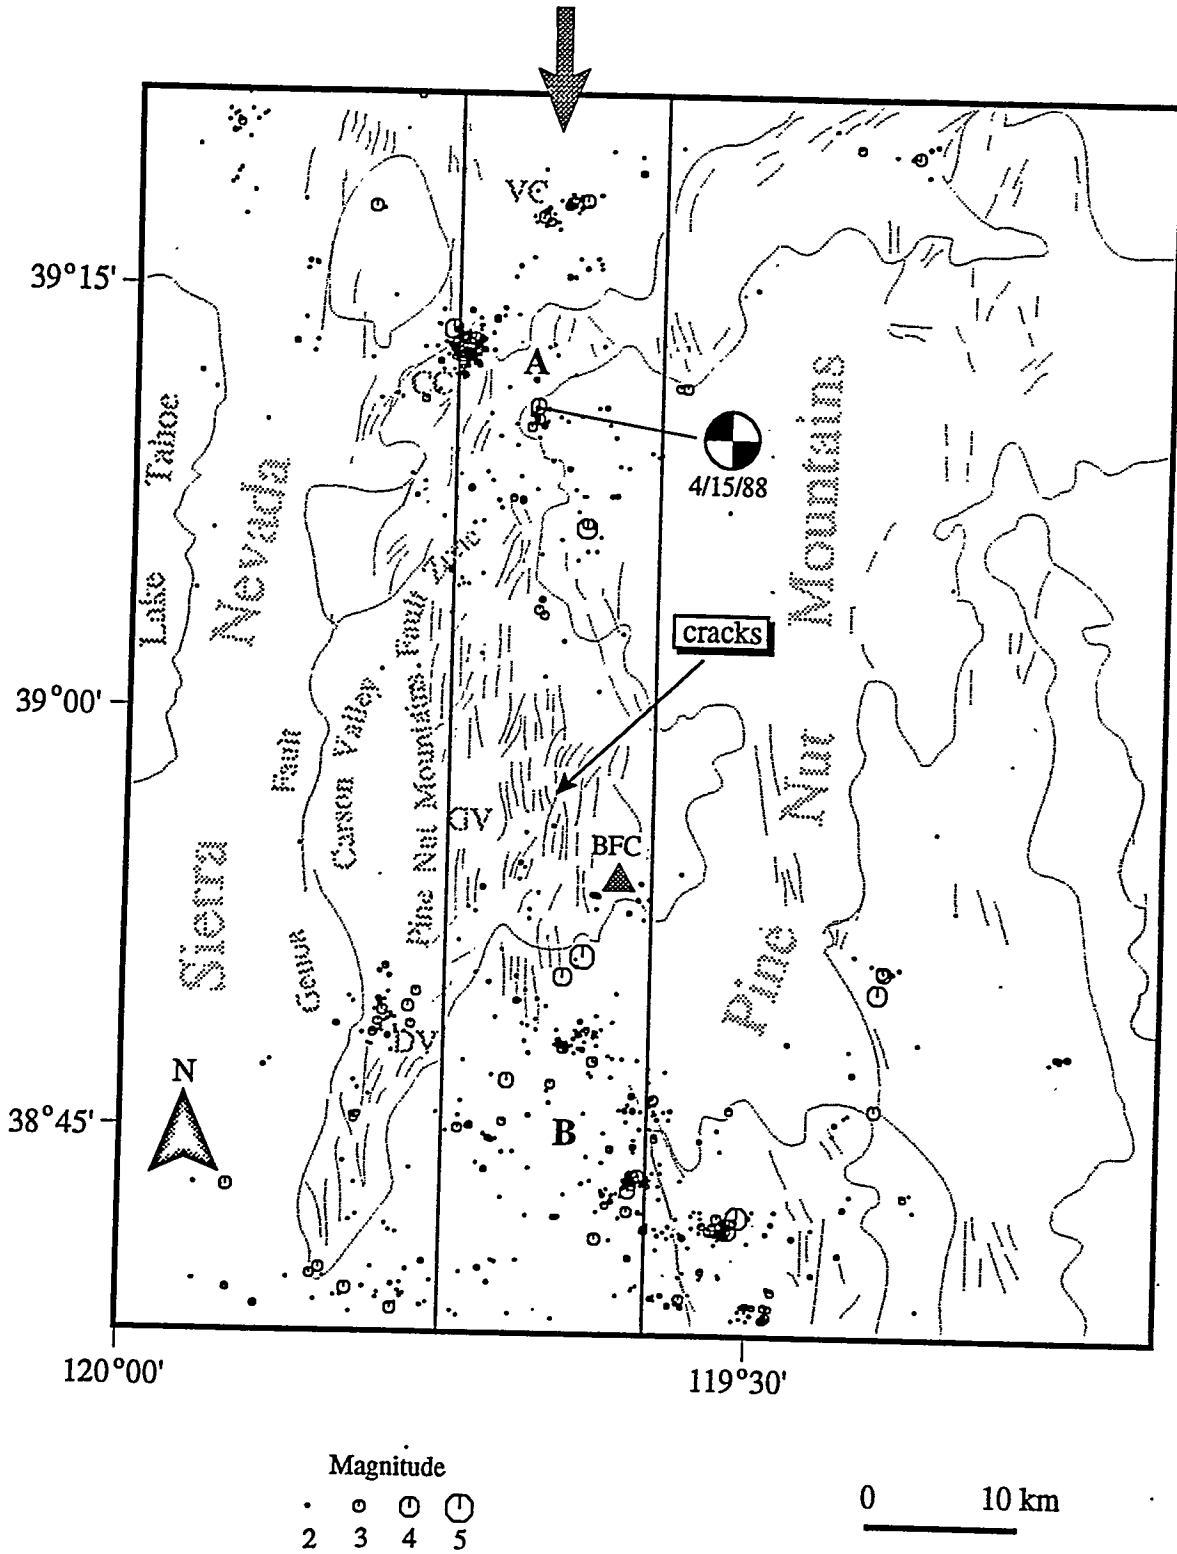 VC
39°15'
A
CC
4/15/88
Lake Tahoe
Sierra Nevada
Pine Nut Mountains
Pine Nut Mountains Fault Zone
cracks
39°00'
Genoa Fault
Carson Valley
GV
BFC
DV
N
38°45'
B
120°00'
119°30'
Magnitude
2 3 4 5
0 10 km